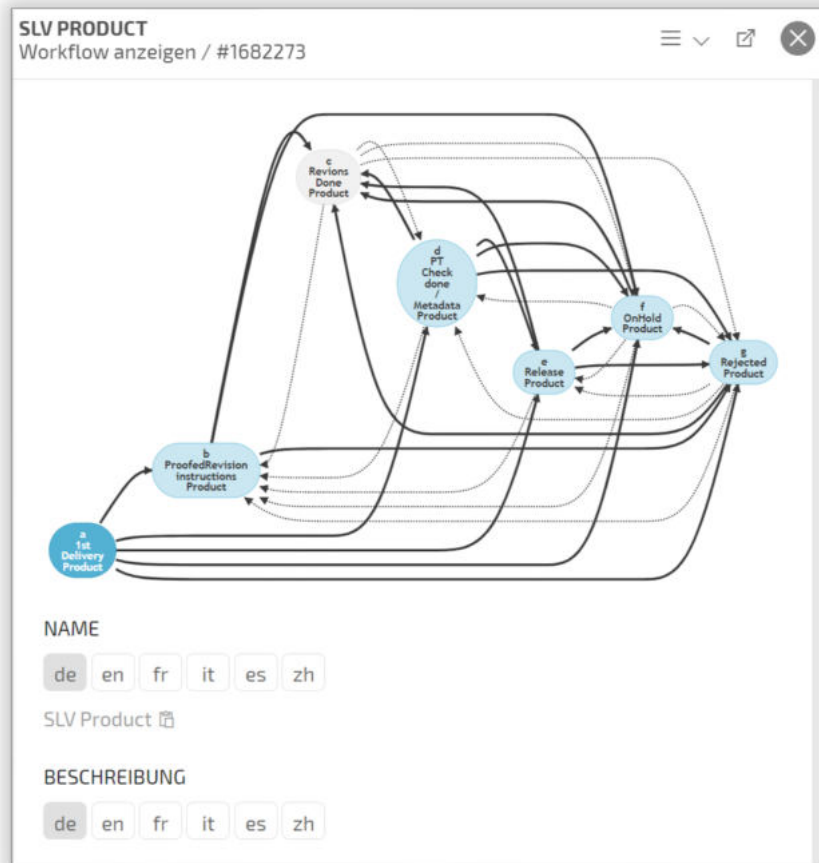 SLV PRODUCT
Workflow anzeigen / #1682273
c
Revions
Done
Product
d
PT
Check
done
/
Metadata
Product
f
OnHold
Product
g
Rejected
Product
e
Release
Product
b
ProofedRevision
instructions
Product
a
1st
Delivery
Product
NAME
de en fr it es zh
SLV Product
BESCHREIBUNG
de en fr it es zh